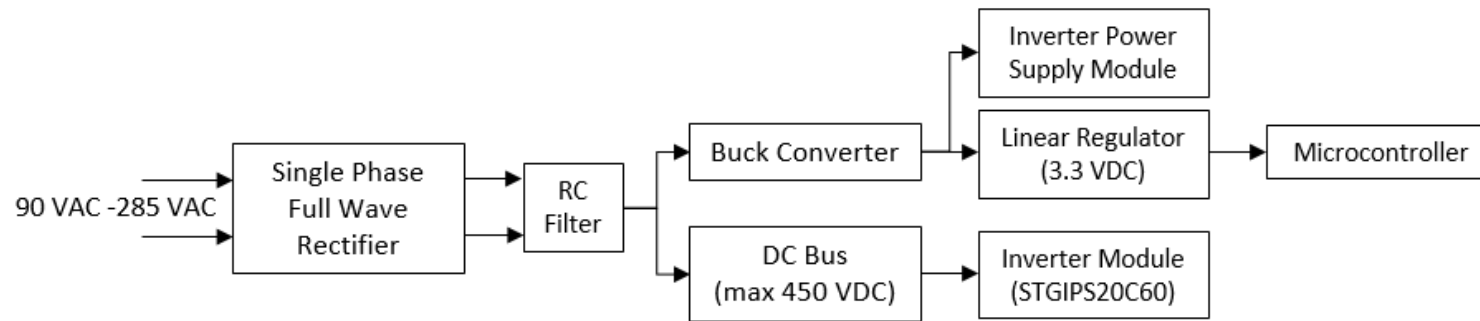 90 VAC -285 VAC
Single Phase
Full Wave
Rectifier
RC
Filter
Buck Converter
DC Bus
(max 450 VDC)
Inverter Power
Supply Module
Linear Regulator
(3.3 VDC)
Inverter Module
(STGIPS20C60)
Microcontroller